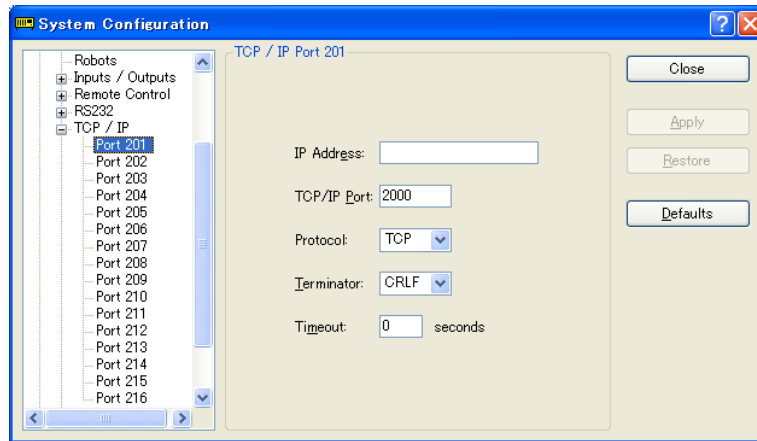 System Configuration
Robots
Inputs / Outputs
Remote Control
RS232
TCP / IP
Port 201
Port 202
Port 203
Port 204
Port 205
Port 206
Port 207
Port 208
Port 209
Port 210
Port 211
Port 212
Port 213
Port 214
Port 215
Port 216
TCP / IP Port 201
IP Address:
TCP/IP Port: 2000
Protocol: TCP
Terminator: CRLF
Timeout: 0 seconds
Close
Apply
Restore
Defaults